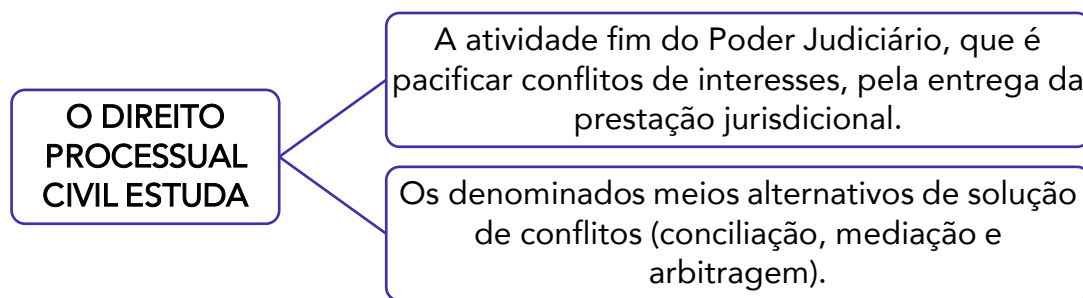 O DIREITO
PROCESSUAL
CIVIL ESTUDA
A atividade fim do Poder Judiciário, que é
pacificar conflitos de interesses, pela entrega da
prestação jurisdicional.
Os denominados meios alternativos de solução
de conflitos (conciliação, mediação e
arbitragem).